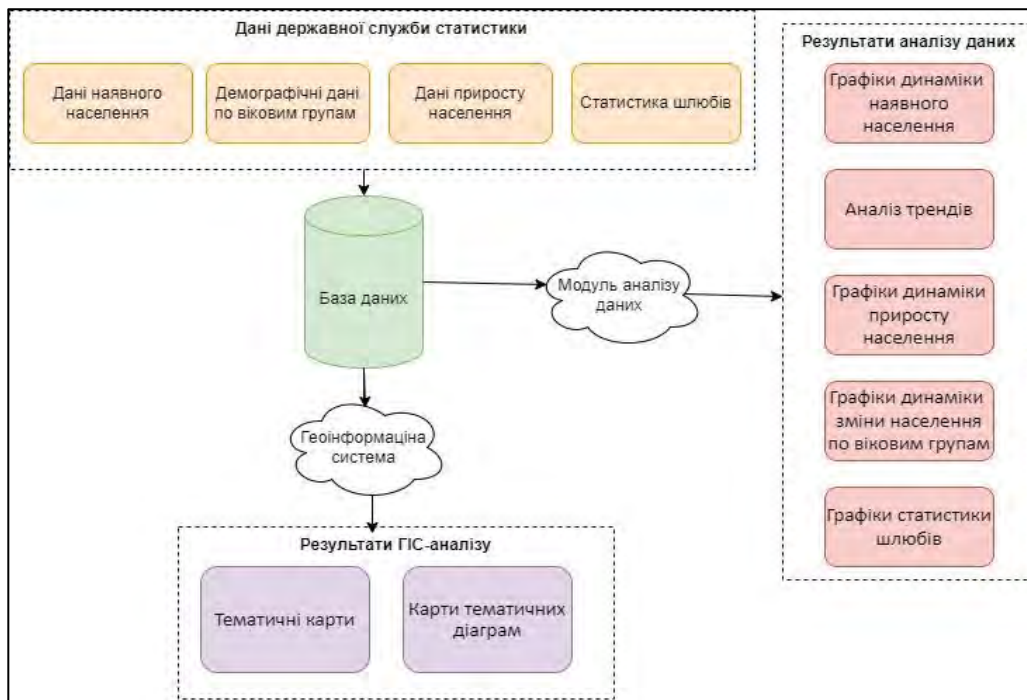 Дані державної служби статистики
Дані наявного
населення
Демографічні дані
по віковим групам
Дані приросту
населення
Статистика шлюбів
База даних
Модуль аналізу
даних
Геоінформаціна
система
Результати ГІС-аналізу
Тематичні карти
Карти тематичних
діаграм
Результати аналізу даних
Графіки динаміки
наявного
населення
Аналіз трендів
Графіки динаміки
приросту
населення
Графіки динаміки
зміни населення
по віковим групам
Графіки статистики
шлюбів